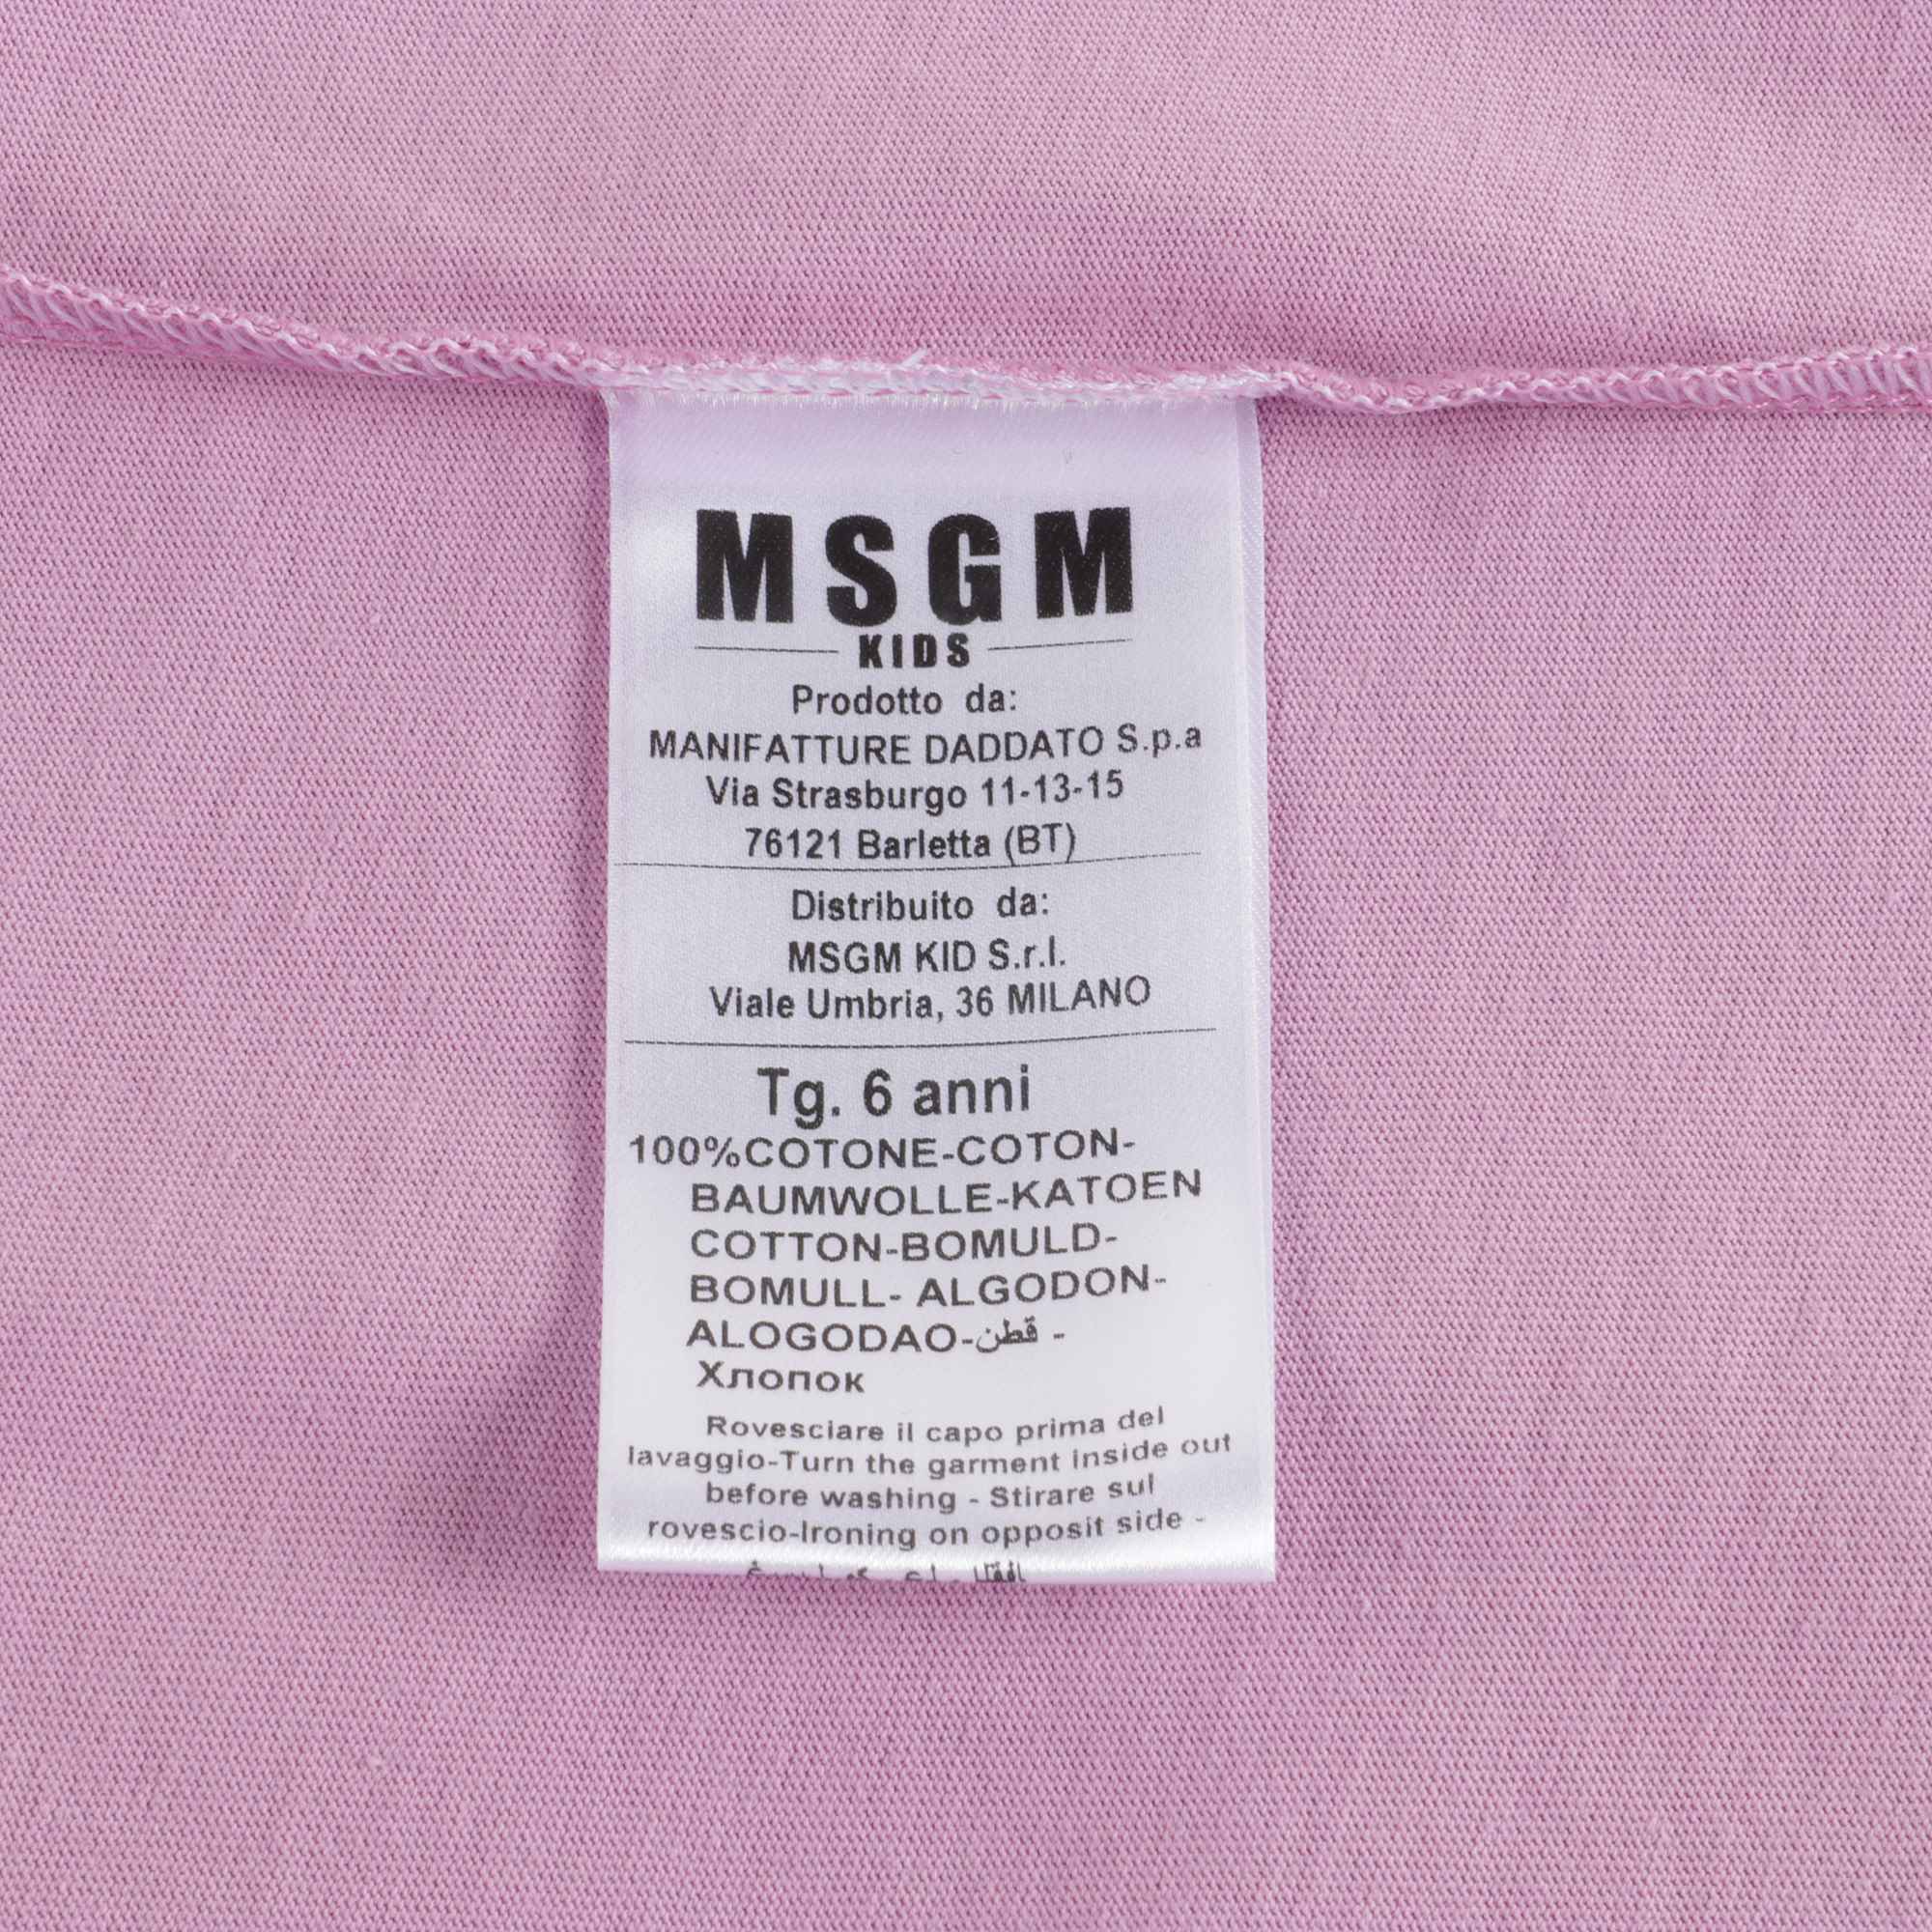 MSGM
KIDS
Prodotto da:
MANIFATTURE DADDATO S.p.a
Via Strasburgo 11-13-15
76121 Barletta (BT)
Distribuito da:
MSGM KID S.r.l.
Viale Umbria, 36 MILANO
Tg. 6 anni
100%COTONE-COTON-
BAUMWOLLE-KATOEN
COTTON-BOMULD-
BOMULL- ALGODON-
ALOGODAO-قطن -
Хлопок
Rovesciare il capo prima del
lavaggio-Turn the garment inside out
before washing - Stirare sul
rovescio-Ironing on opposit side -